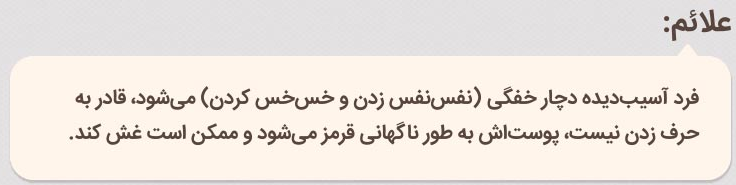 علائم:
فرد آسیب‌دیده دچار خفگی (نفس‌نفس زدن و خس‌خس کردن) می‌شود، قادر به
حرف زدن نیست، پوست‌اش به طور ناگهانی قرمز می‌شود و ممکن است غش کند.